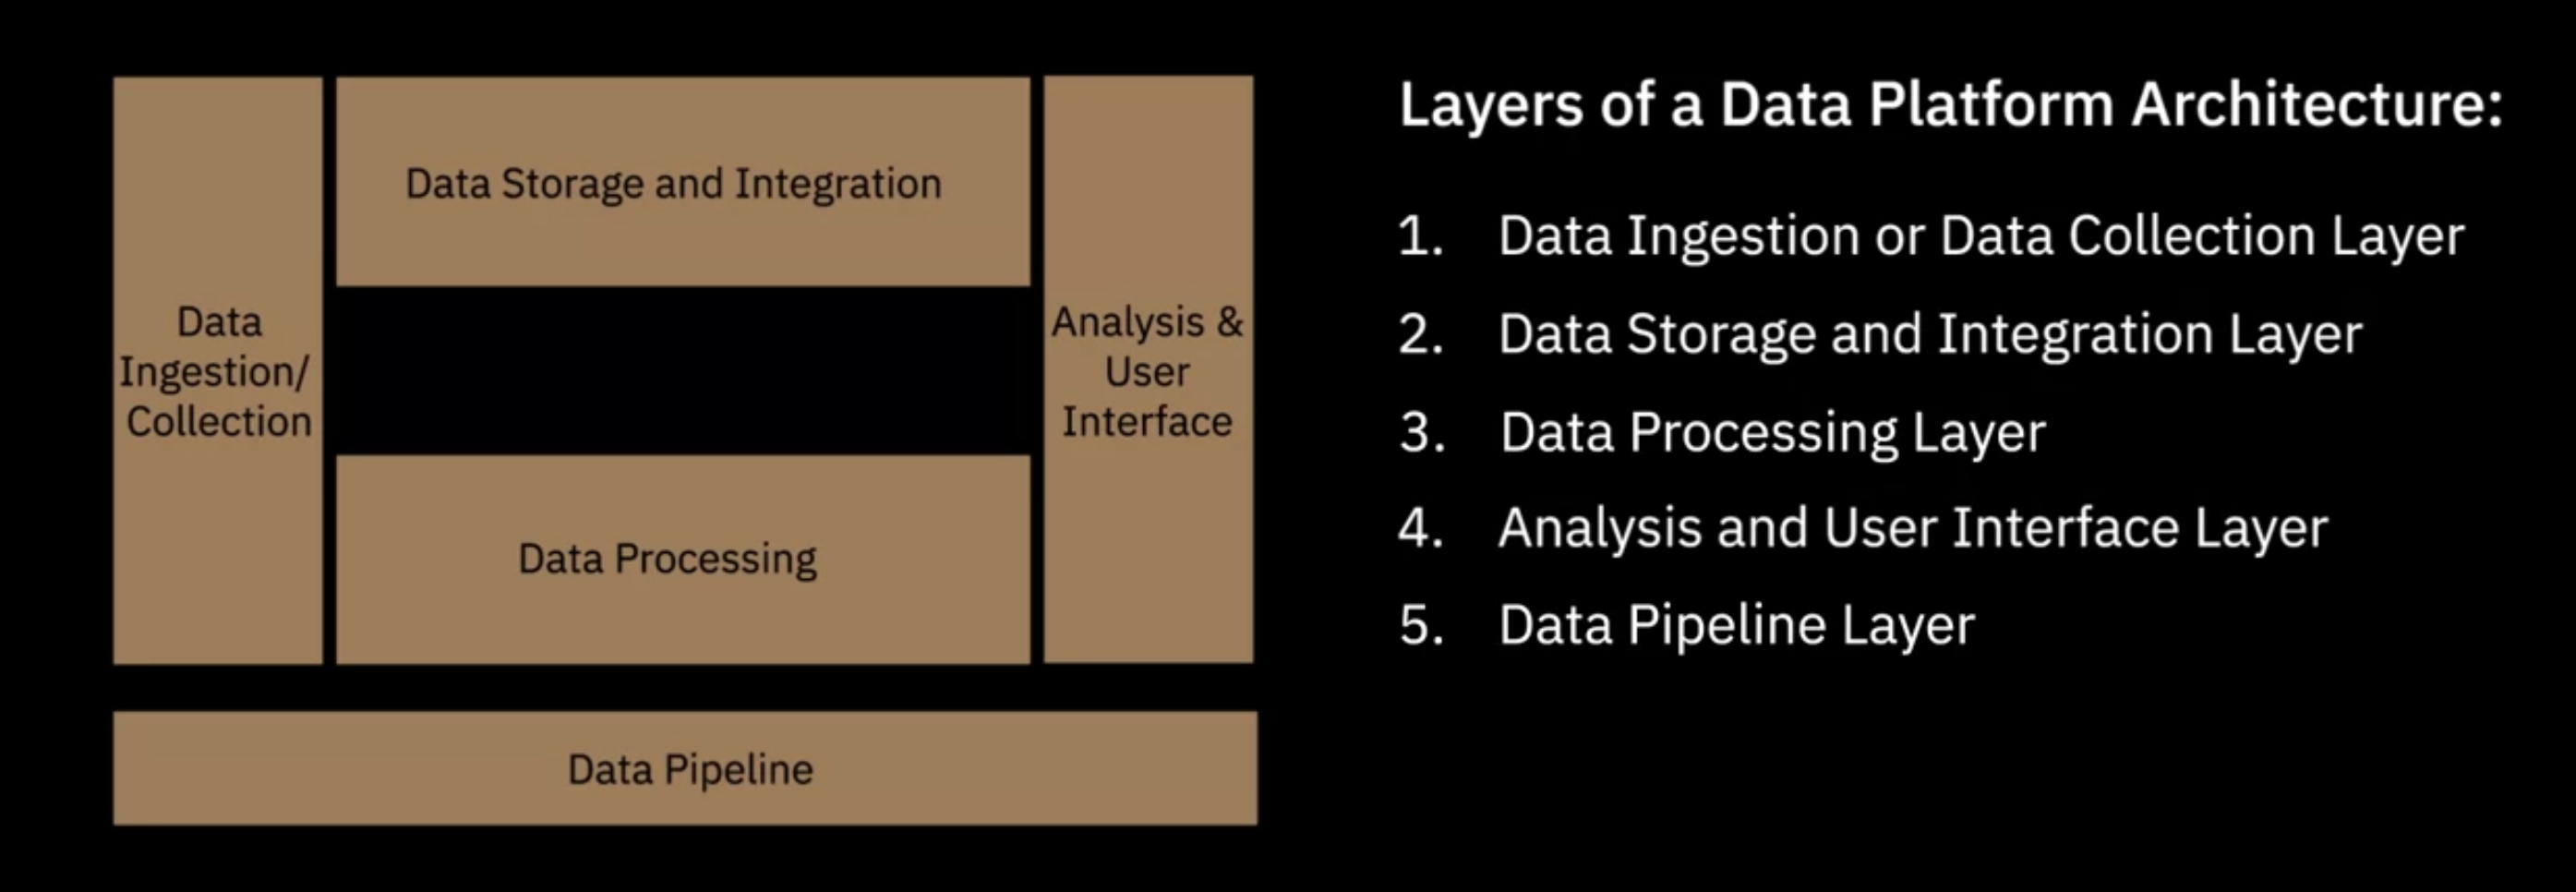 Data
Ingestion/
Collection
Data Storage and Integration
Data Processing
Analysis &
User
Interface
Data Pipeline
Layers of a Data Platform Architecture:
1. Data Ingestion or Data Collection Layer
2. Data Storage and Integration Layer
3. Data Processing Layer
4. Analysis and User Interface Layer
5. Data Pipeline Layer